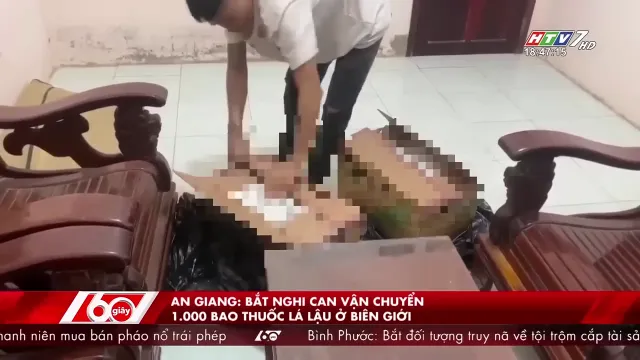 HTV7 HD
18:47:15
60 giây
AN GIANG: BẮT NGHI CAN VẬN CHUYỂN
1.000 BAO THUỐC LÁ LẬU Ở BIÊN GIỚI
hanh niên mua bán pháo nổ trái phép 60 Bình Phước: Bắt đối tượng truy nã về tội trộm cắp tài sả